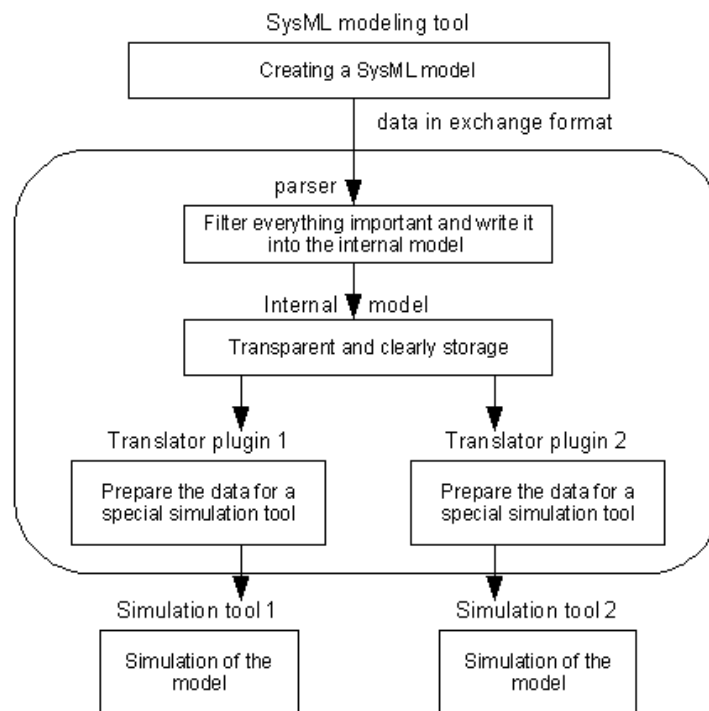 SysML modeling tool
Creating a SysML model
data in exchange format
parser
Filter everything important and write it
into the internal model
Internal model
Transparent and clearly storage
Translator plugin 1
Translator plugin 2
Prepare the data for a
special simulation tool
Prepare the data for a
special simulation tool
Simulation tool 1
Simulation tool 2
Simulation of the
model
Simulation of the
model